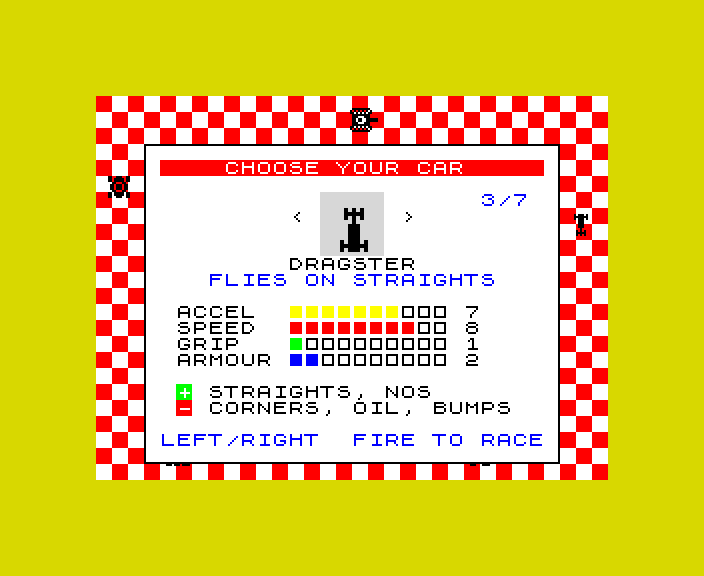 CHOOSE YOUR CAR
3/7
< >
DRAGSTER
FLIES ON STRAIGHTS
ACCEL 7
SPEED 8
GRIP 1
ARMOUR 2
+ STRAIGHTS, NOS
- CORNERS, OIL, BUMPS
LEFT/RIGHT FIRE TO RACE